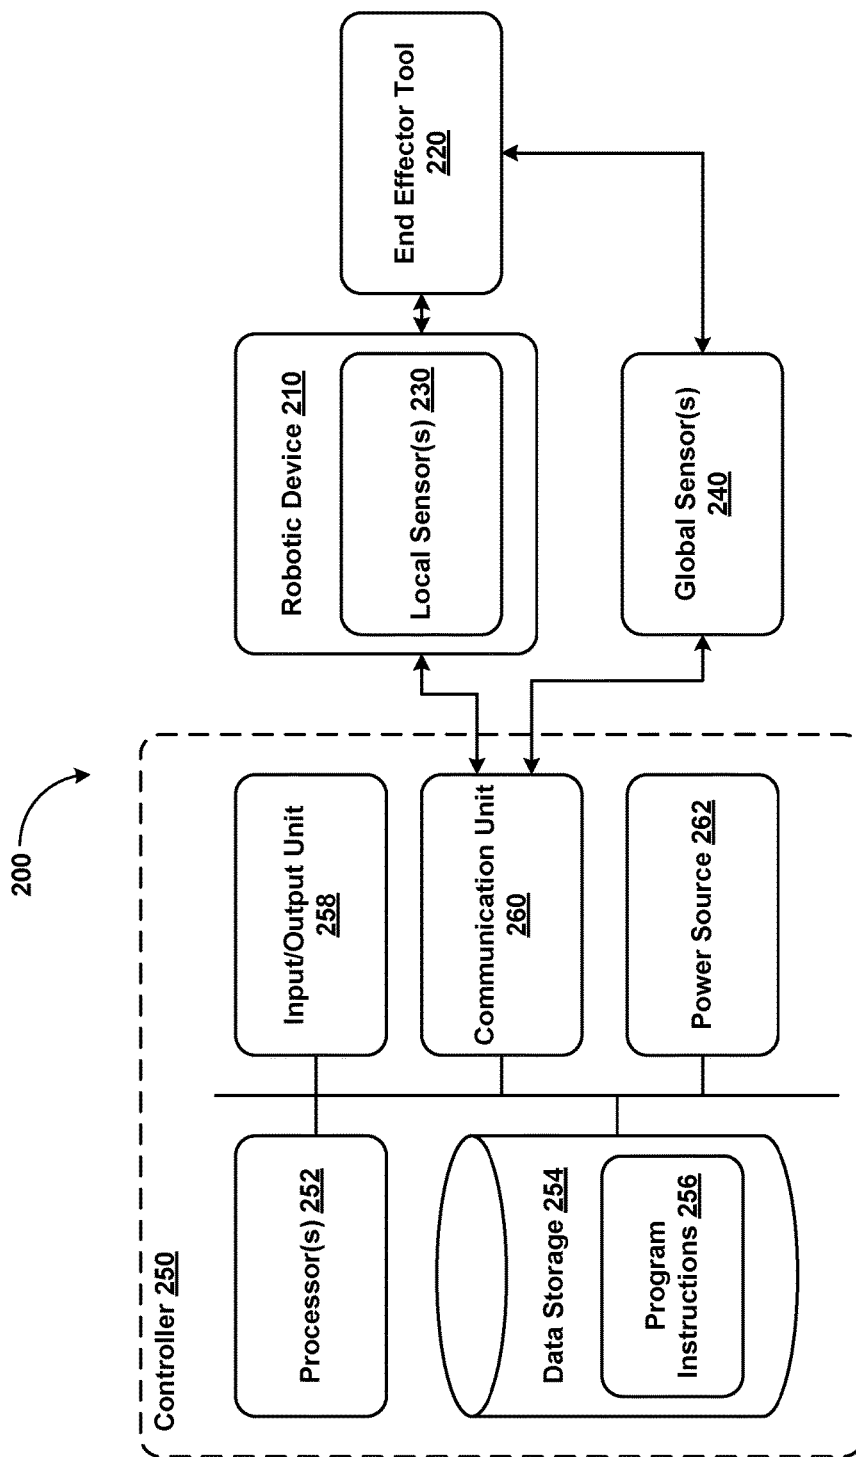 200
Controller 250
Processor(s) 252
Data Storage 254
Program
Instructions 256
Input/Output Unit
258
Communication Unit
260
Power Source 262
Robotic Device 210
Local Sensor(s) 230
Global Sensor(s)
240
End Effector Tool
220